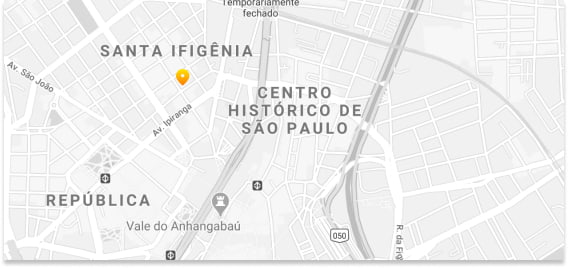 Temporariamente
fechado
SANTA IFIGÊNIA
Av. São João
CENTRO
HISTÓRICO DE
SÃO PAULO
Av. Ipiranga
REPÚBLICA
Vale do Anhangabaú
050
R. da Fig